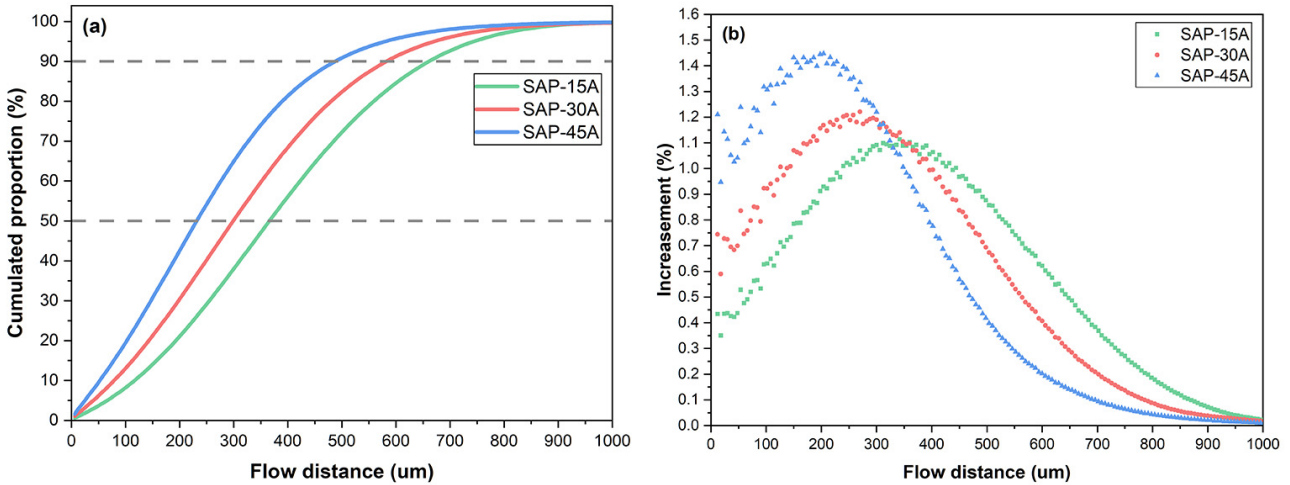 (a)
Cumulated proportion (%)
100
90
80
70
60
50
40
30
20
10
0
SAP-15A
SAP-30A
SAP-45A
0 100 200 300 400 500 600 700 800 900 1000
Flow distance (um)
(b)
Increasement (%)
1.6
1.5
1.4
1.3
1.2
1.1
1.0
0.9
0.8
0.7
0.6
0.5
0.4
0.3
0.2
0.1
0.0
SAP-15A
SAP-30A
SAP-45A
0 100 200 300 400 500 600 700 800 900 1000
Flow distance (um)